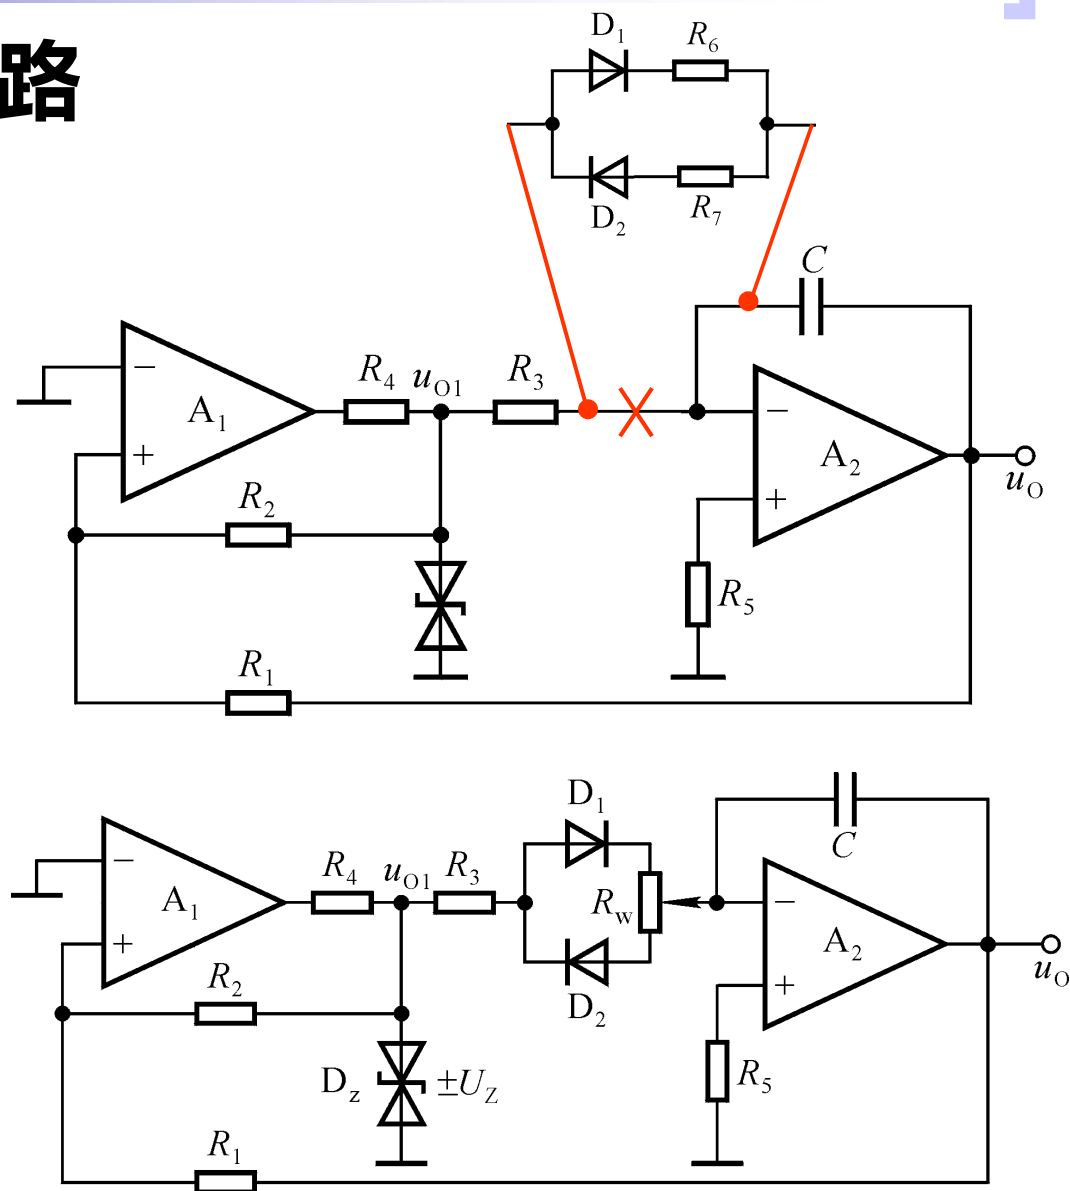 路
D1 R6
D2 R7
C
R4 uO1 R3
− A1 +
− A2 +
uO
R2
R5
R1
D1
C
R4 uO1 R3
Rw
− A1 +
− A2 +
uO
D2
R2
Dz ±UZ
R5
R1